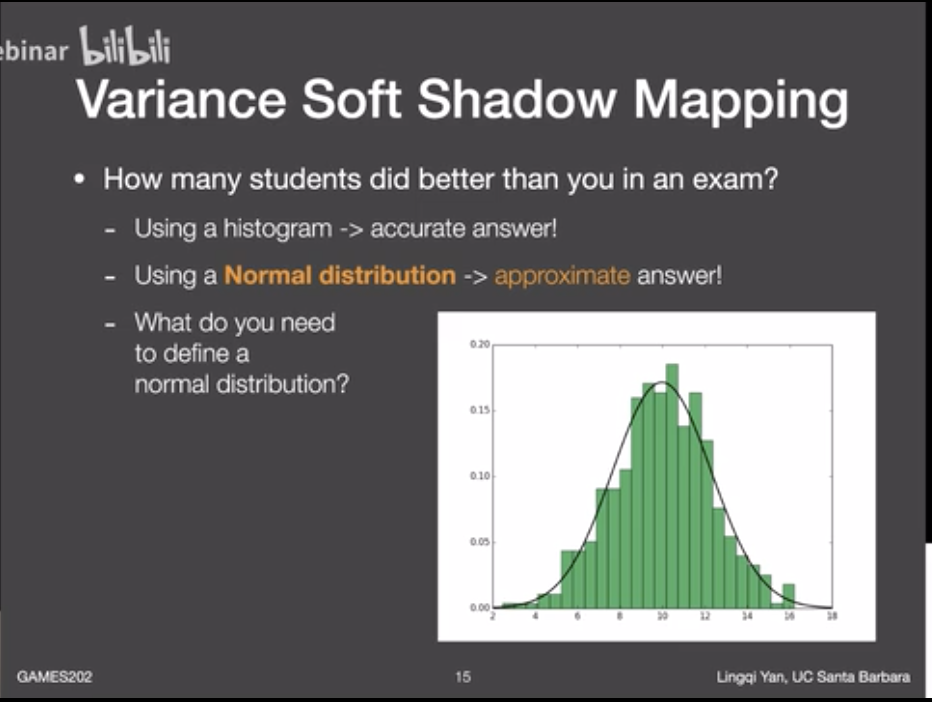 ebinar bilibili
Variance Soft Shadow Mapping
• How many students did better than you in an exam?
- Using a histogram -> accurate answer!
- Using a Normal distribution -> approximate answer!
- What do you need
to define a
normal distribution?
0.20
0.15
0.10
0.05
0.00
2 4 6 8 10 12 14 16 18
GAMES202 15 Lingqi Yan, UC Santa Barbara